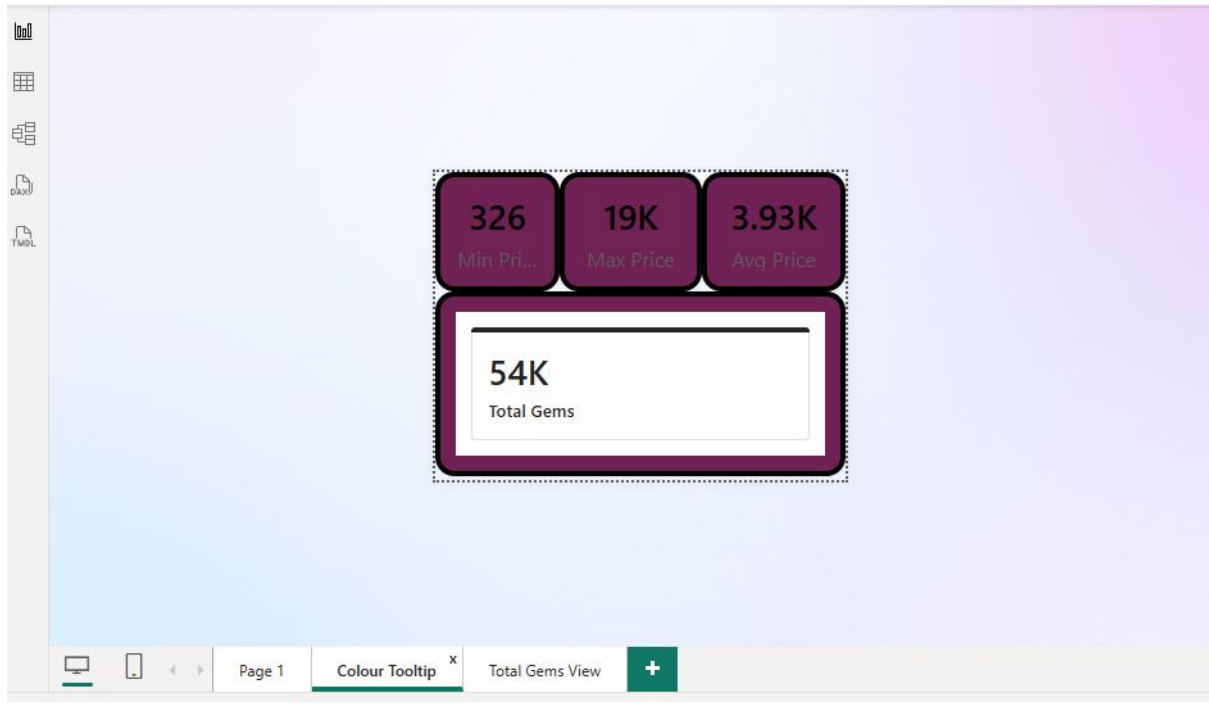 DAX
TMDL
326 19K 3.93K
Min Pri... Max Price Avg Price
54K
Total Gems
Page 1 Colour Tooltip x Total Gems View +